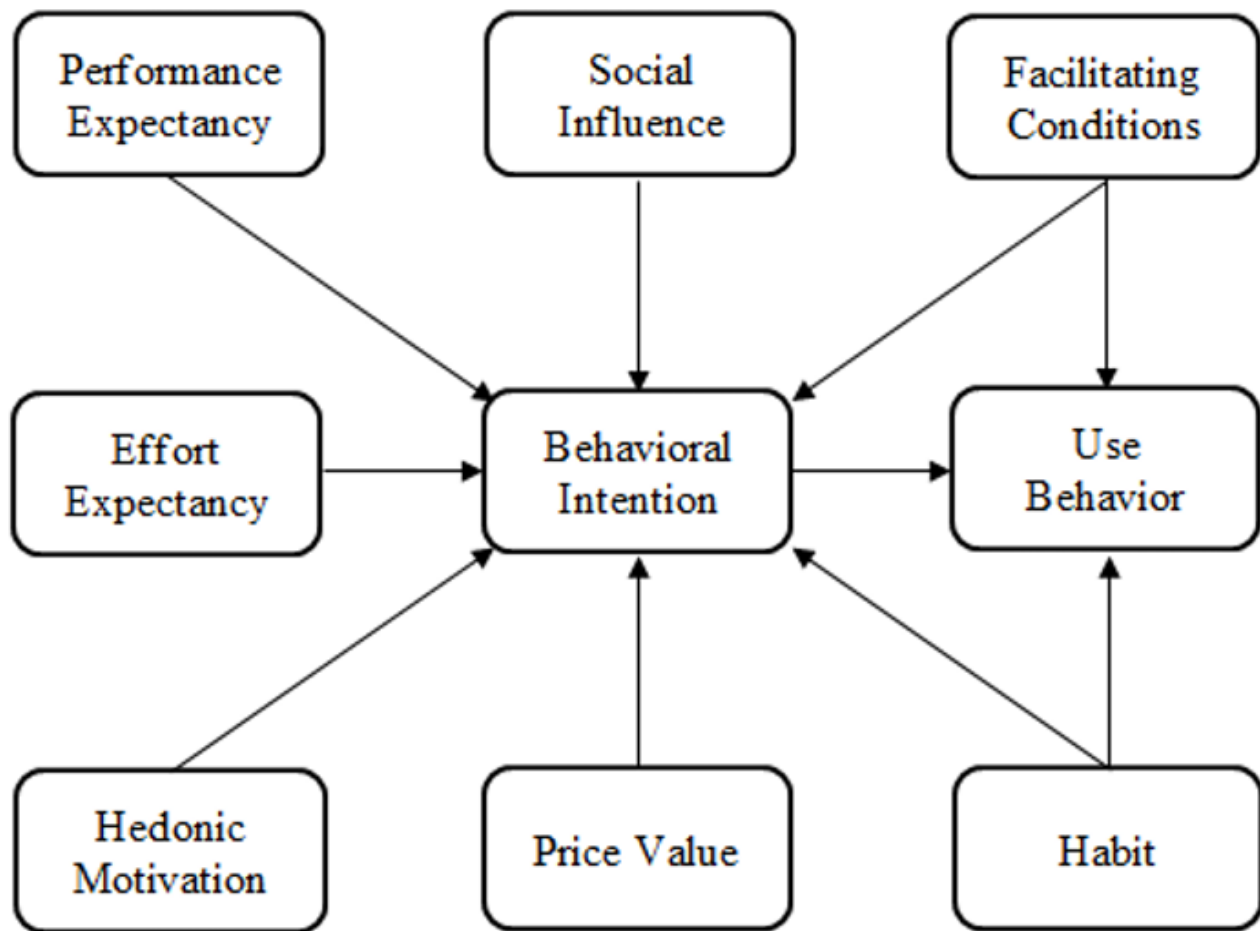 Performance
Expectancy
Social
Influence
Facilitating
Conditions
Effort
Expectancy
Behavioral
Intention
Use
Behavior
Hedonic
Motivation
Price Value
Habit